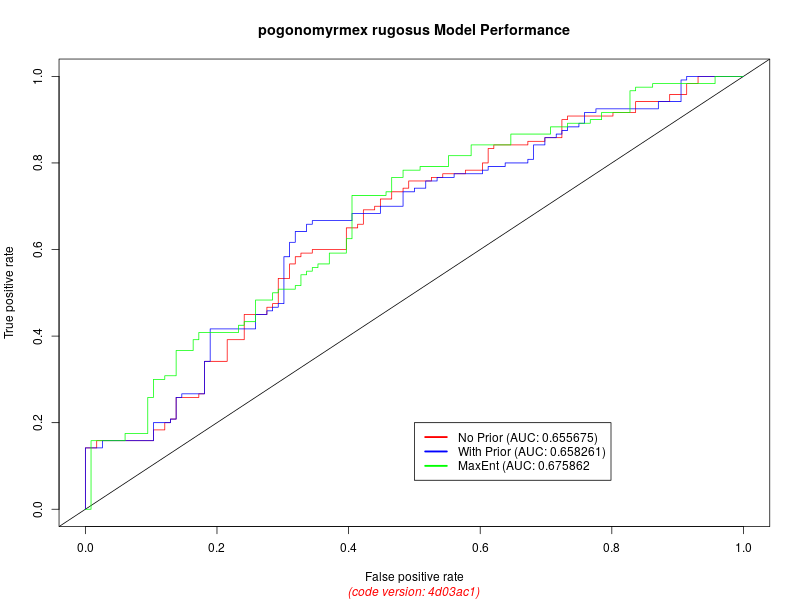 pogonomyrmex rugosus Model Performance
True positive rate
1.0
0.8
0.6
0.4
0.2
0.0
No Prior (AUC: 0.655675)
With Prior (AUC: 0.658261)
MaxEnt (AUC: 0.675862
0.0 0.2 0.4 0.6 0.8 1.0
False positive rate
(code version: 4d03ac1)